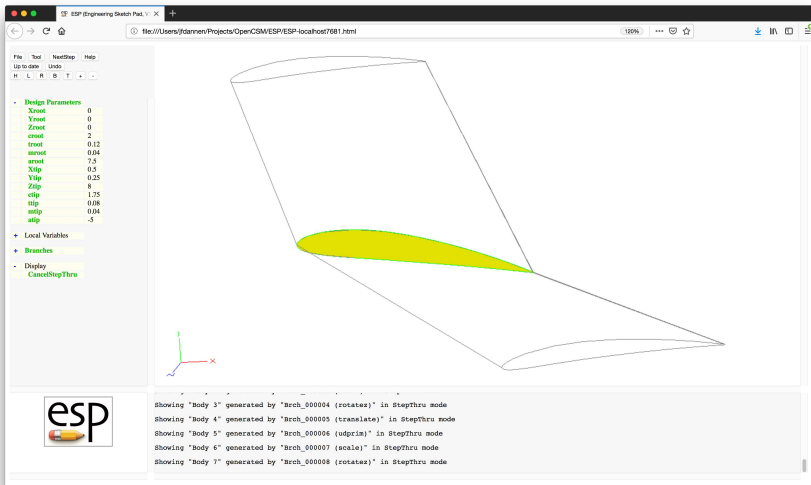 ESP (Engineering Sketch Pad, V
file:///Users/jfdannen/Projects/OpenCSM/ESP/ESP-localhost7681.html
120%
File Tool NextStep Help
Up to date Undo
H L R B T + -
- Design Parameters
Xroot 0
Yroot 0
Zroot 0
croot 2
troot 0.12
mroot 0.04
aroot 7.5
Xtip 0.5
Ytip 0.25
Ztip 8
ctip 1.75
ttip 0.08
mtip 0.04
atip -5
+ Local Variables
+ Branches
- Display
CancelStepThru
X
esp
Showing "Body 3" generated by "Brch_000004 (rotatez)" in StepThru mode
Showing "Body 4" generated by "Brch_000005 (translate)" in StepThru mode
Showing "Body 5" generated by "Brch_000006 (udprim)" in StepThru mode
Showing "Body 6" generated by "Brch_000007 (scale)" in StepThru mode
Showing "Body 7" generated by "Brch_000008 (rotatez)" in StepThru mode